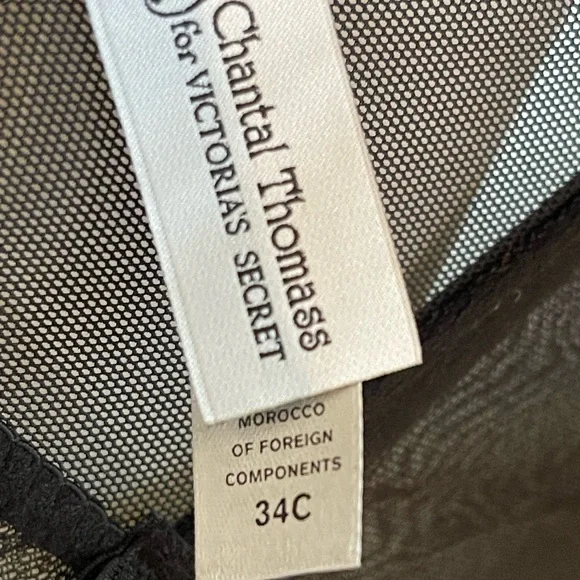 Chantal Thomass
for VICTORIA'S SECRET
MOROCCO
OF FOREIGN
COMPONENTS
34C